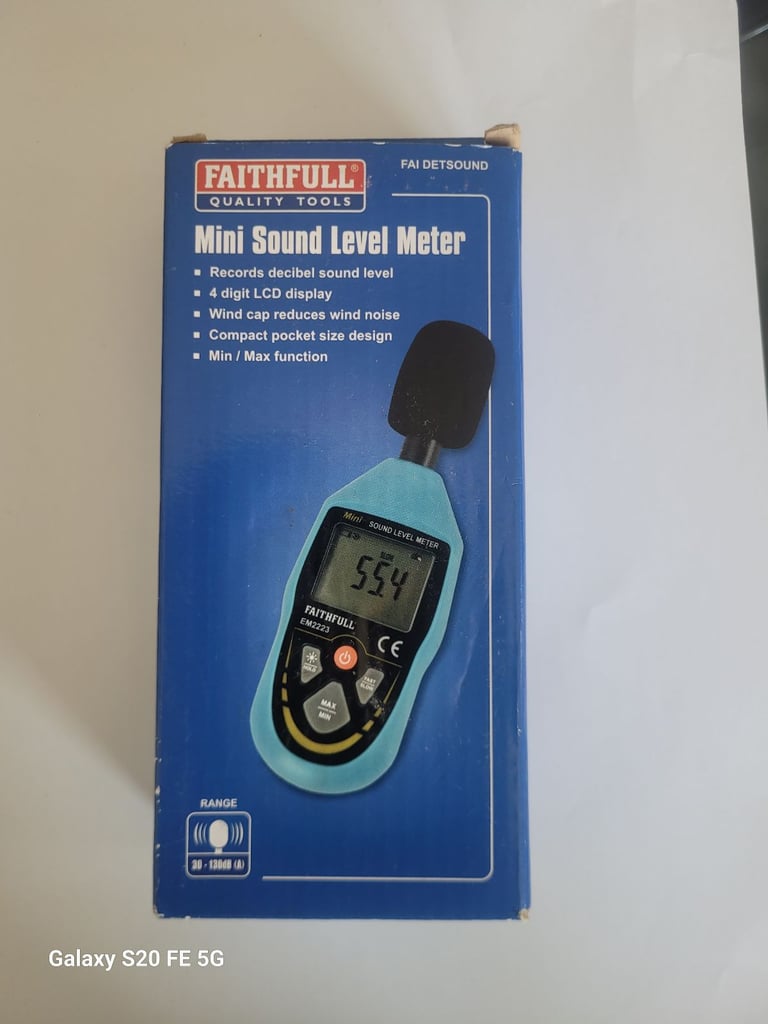 FAITHFULL®
QUALITY TOOLS
FAI DETSOUND
Mini Sound Level Meter
▪ Records decibel sound level
▪ 4 digit LCD display
▪ Wind cap reduces wind noise
▪ Compact pocket size design
▪ Min / Max function
Mini SOUND LEVEL METER
SLOW
55.4
FAITHFULL
EM2223
CE
HOLD
FAST
SLOW
MAX
MIN
RANGE
30 - 130dB (A)
Galaxy S20 FE 5G